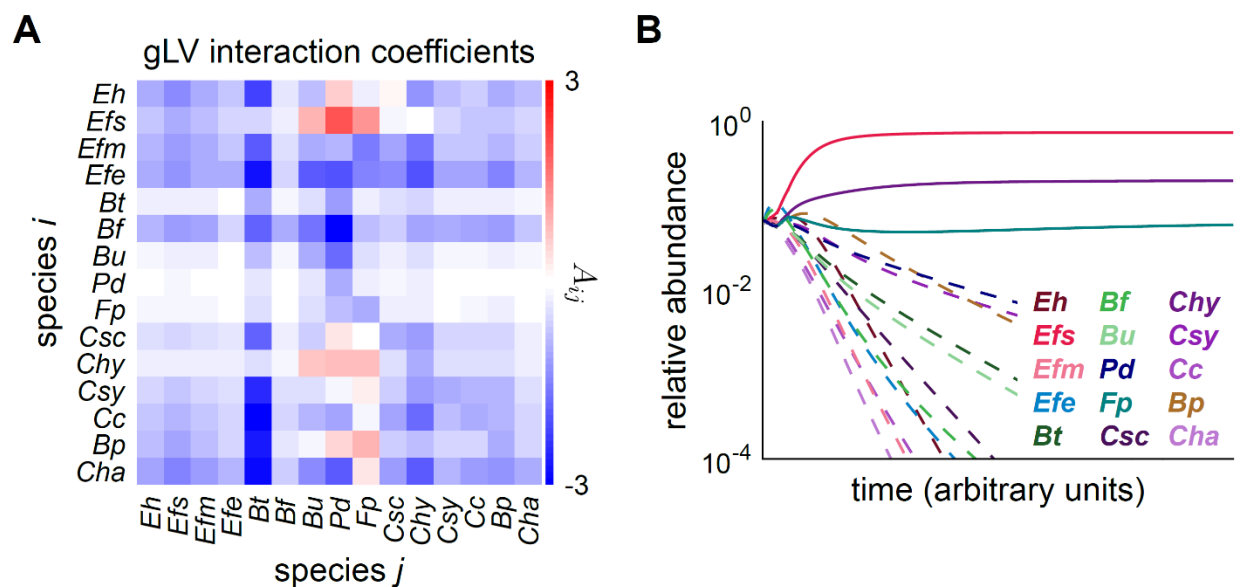 A
gLV interaction coefficients
Eh
Efs
Efm
Efe
Bt
Bf
Bu
Pd
Fp
Csc
Chy
Csy
Cc
Bp
Cha
species i
Eh Efs Efm Efe Bt Bf Bu Pd Fp Csc Chy Csy Cc Bp Cha
species j
3
A_ij
-3
B
10^0
10^-2
10^-4
relative abundance
time (arbitrary units)
Eh Bf Chy
Efs Bu Csy
Efm Pd Cc
Efe Fp Bp
Bt Csc Cha